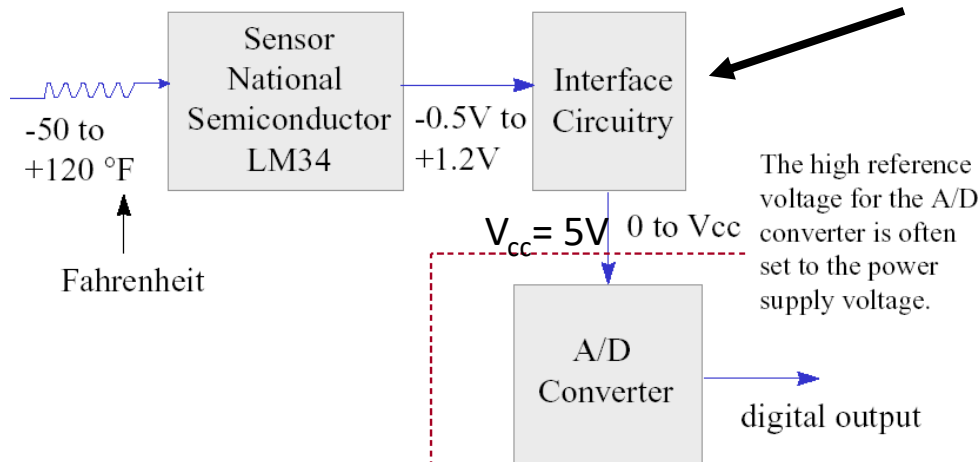 Sensor
National
Semiconductor
LM34
Interface
Circuitry
-50 to
+120 °F
-0.5V to
+1.2V
Fahrenheit
The high reference
voltage for the A/D
converter is often
set to the power
supply voltage.
Vcc= 5V
0 to Vcc
A/D
Converter
digital output